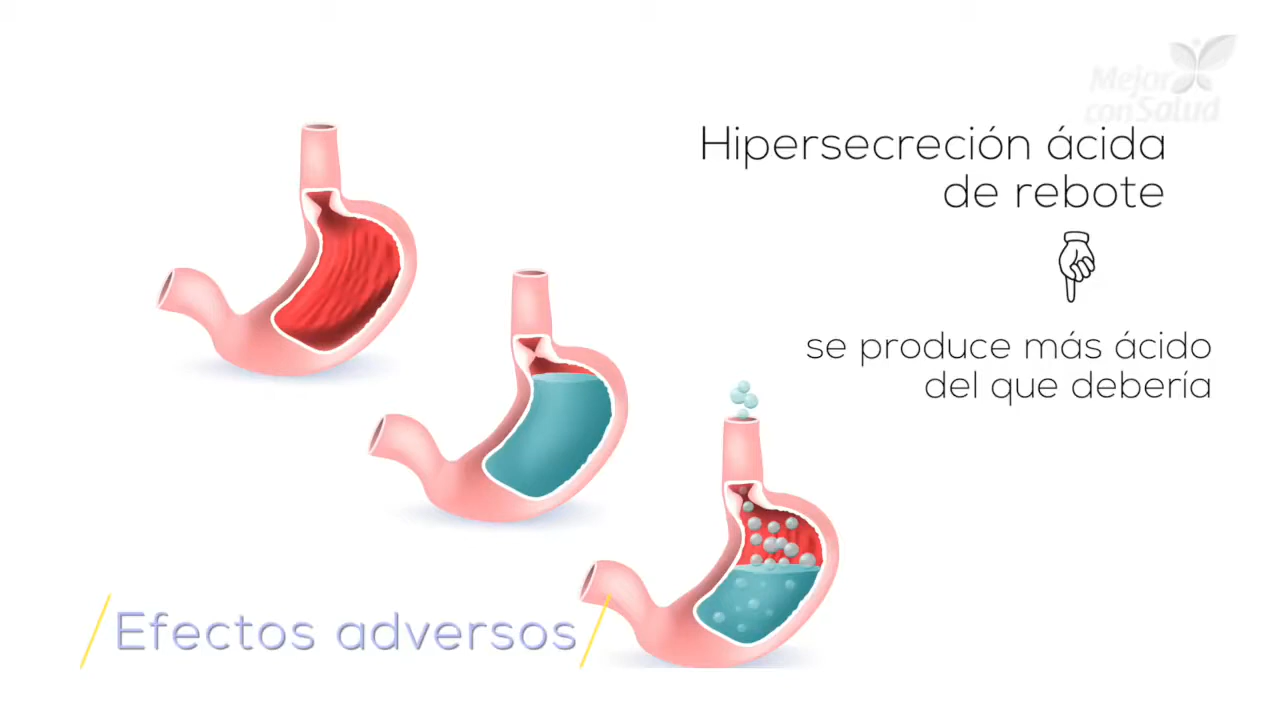 Mejor
con Salud
Hipersecreción ácida
de rebote
se produce más ácido
del que debería
Efectos adversos